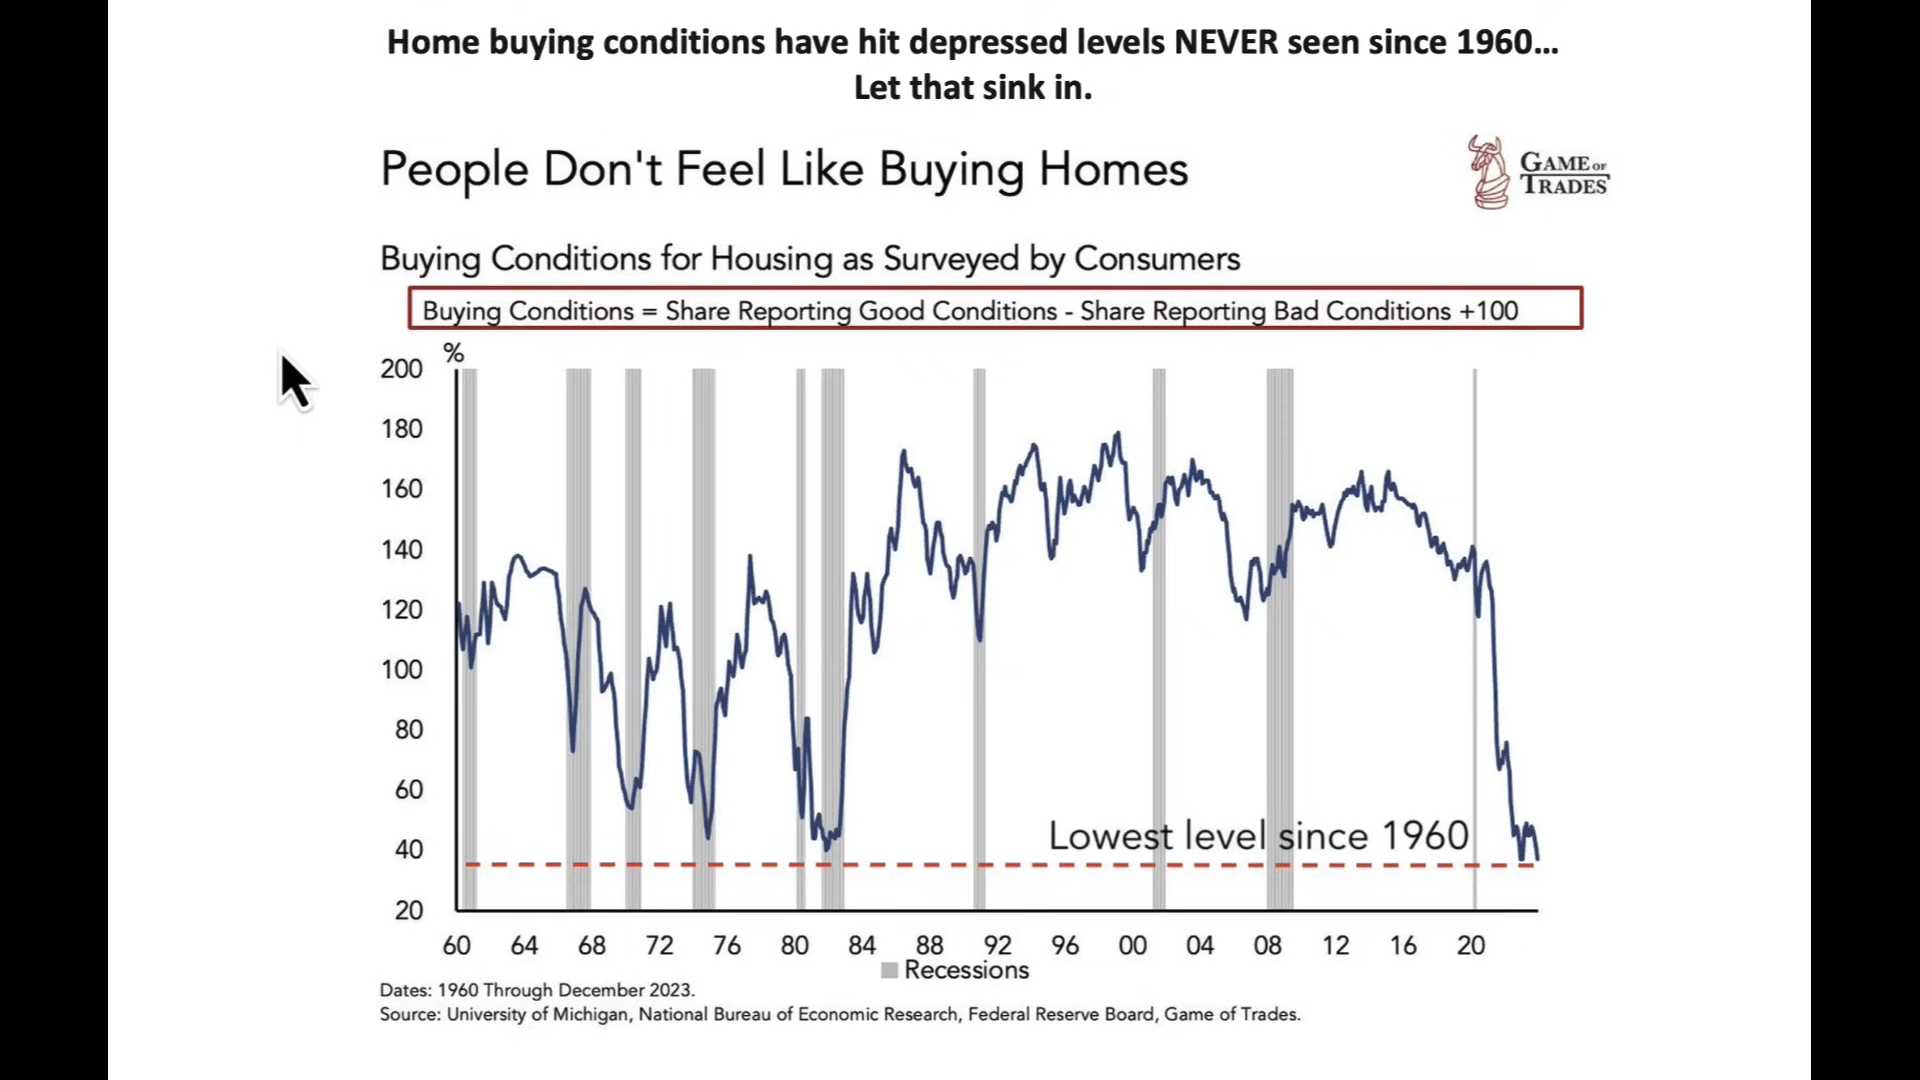 Home buying conditions have hit depressed levels NEVER seen since 1960...
Let that sink in.
People Don't Feel Like Buying Homes
GAME OF
TRADES
Buying Conditions for Housing as Surveyed by Consumers
Buying Conditions = Share Reporting Good Conditions - Share Reporting Bad Conditions +100
%
200
180
160
140
120
100
80
60
40
20
Lowest level since 1960
60 64 68 72 76 80 84 88 92 96 00 04 08 12 16 20
Recessions
Dates: 1960 Through December 2023.
Source: University of Michigan, National Bureau of Economic Research, Federal Reserve Board, Game of Trades.